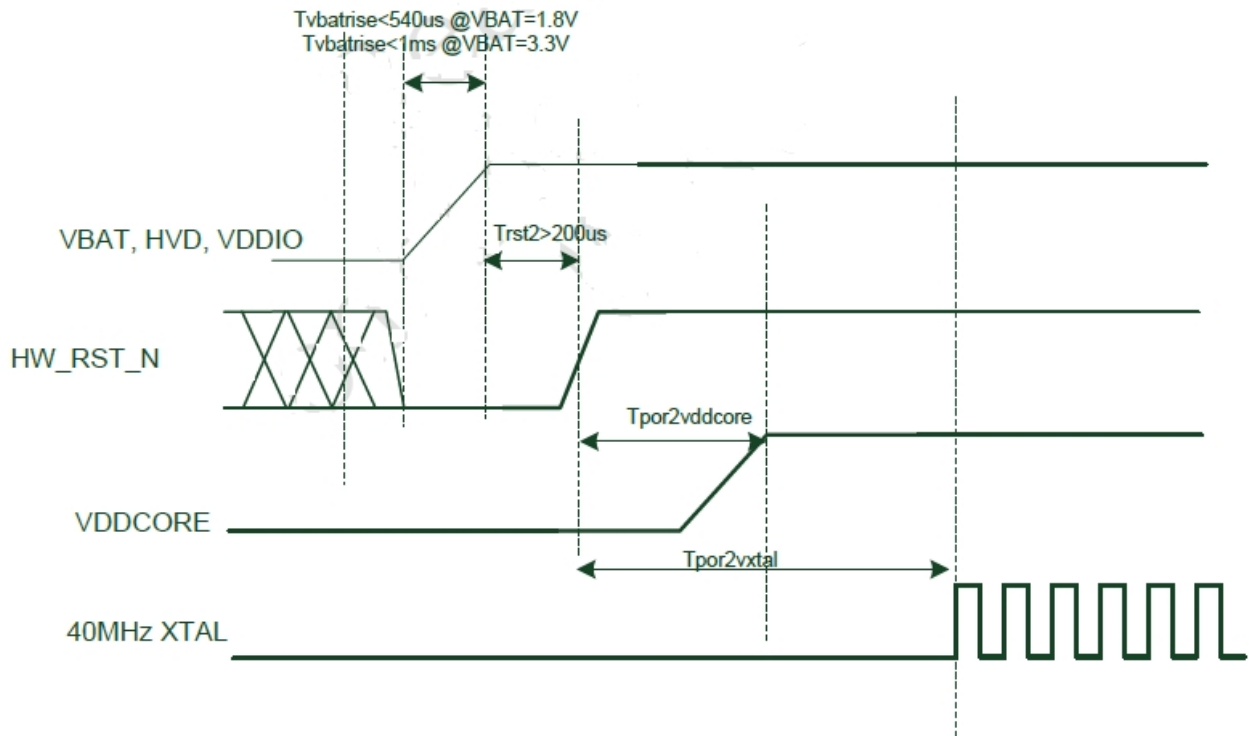 Tvbatrise<540us @VBAT=1.8V
Tvbatrise<1ms @VBAT=3.3V
VBAT, HVD, VDDIO
Trst2>200us
HW_RST_N
Tpor2vddcore
VDDCORE
Tpor2vxtal
40MHz XTAL